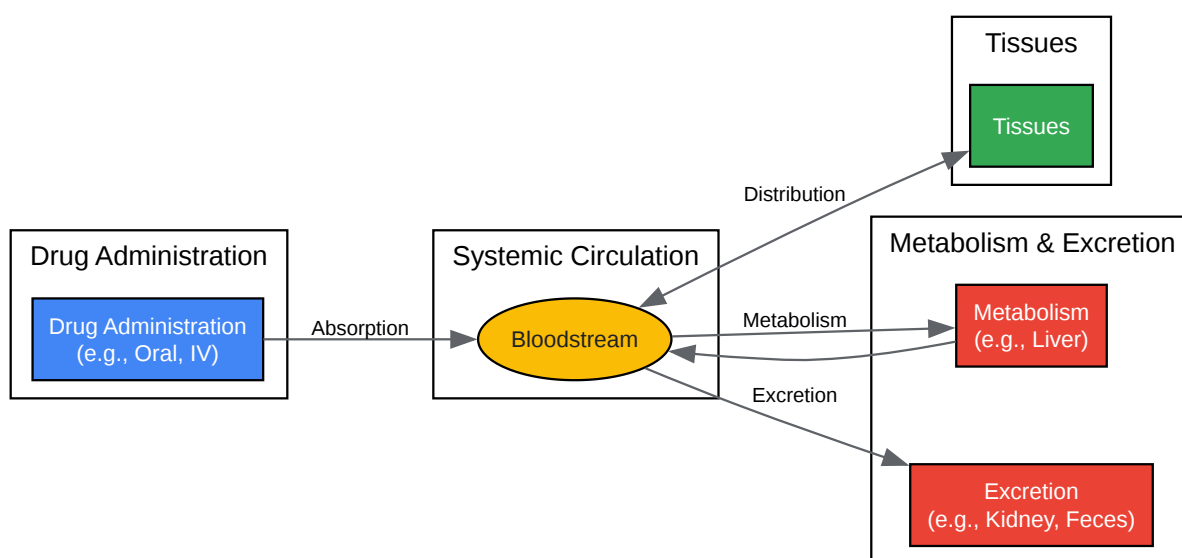 Tissues
Tissues
Distribution
Drug Administration
Drug Administration
(e.g., Oral, IV)
Absorption
Systemic Circulation
Bloodstream
Metabolism & Excretion
Metabolism
Metabolism
(e.g., Liver)
Excretion
Excretion
(e.g., Kidney, Feces)